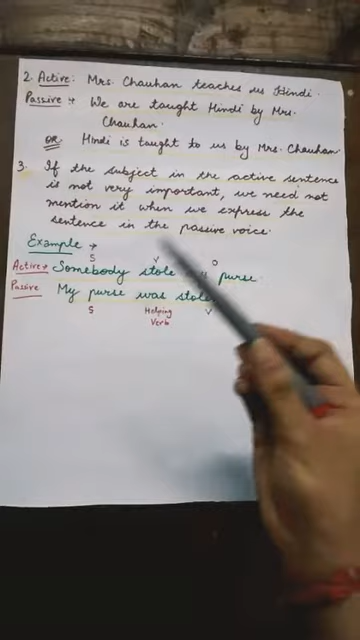 2. Active: Mrs. Chauhan teaches us Hindi.
Passive: We are taught Hindi by Mrs.
Chauhan.
OR Hindi is taught to us by Mrs. Chauhan
3. If the subject in the active sentence
is not very important, we need not
mention it when we express the
sentence in the passive voice.
Example →
S V O
Active → Somebody stole purse.
Passive My purse was stolen
S Helping V
Verb